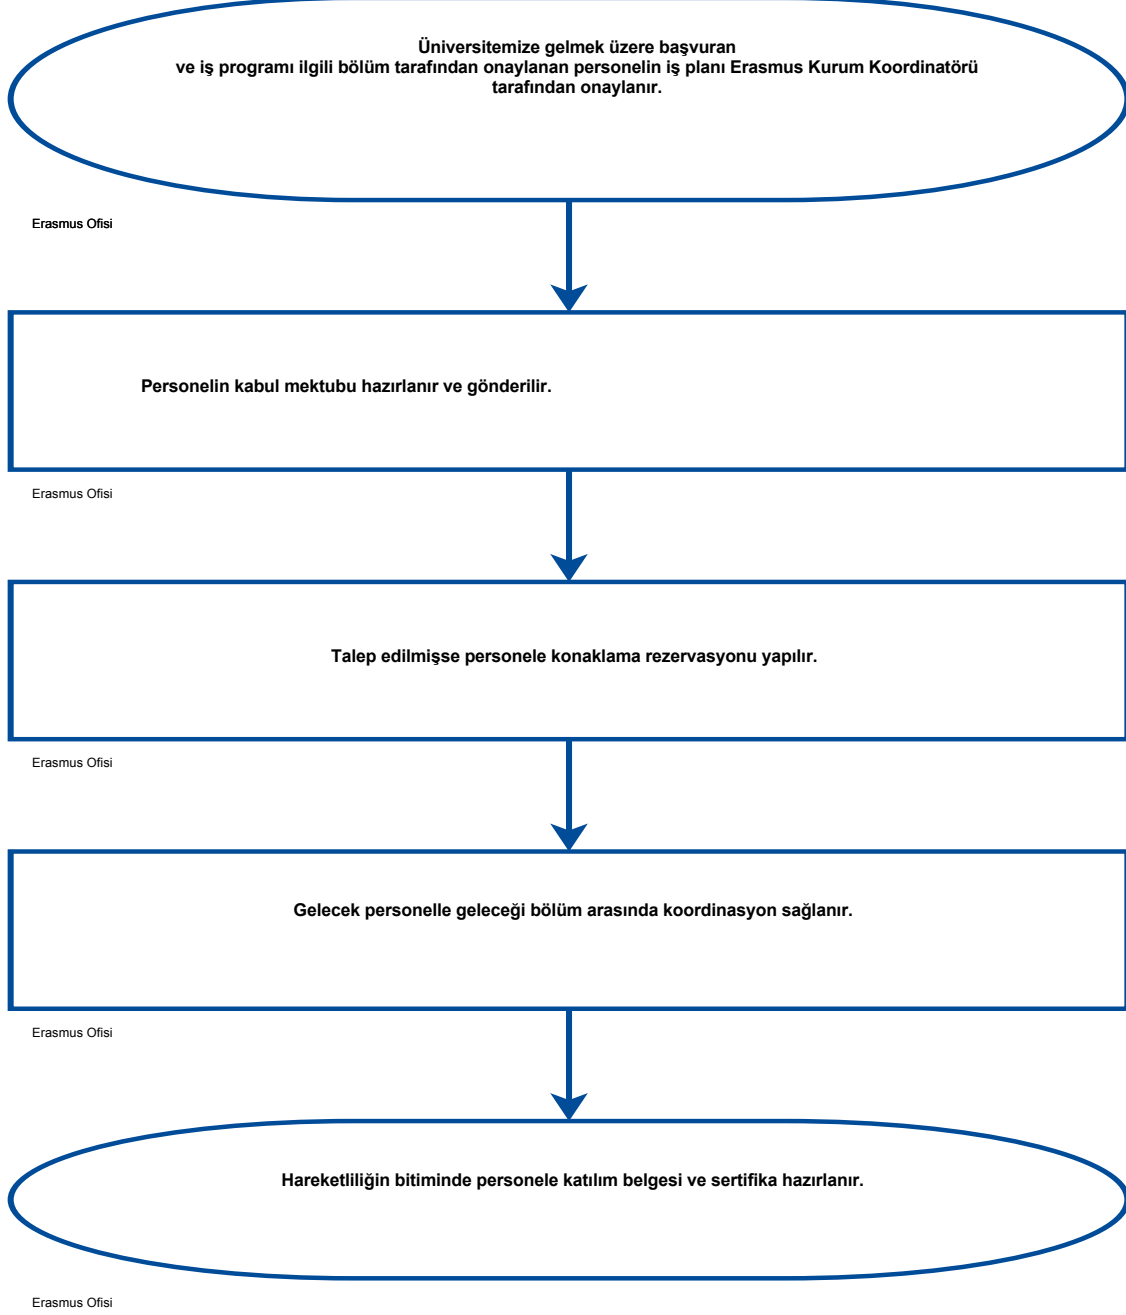 Üniversitemize gelmek üzere başvuran
ve iş programı ilgili bölüm tarafından onaylanan personelin iş planı Erasmus Kurum Koordinatörü
tarafından onaylanır.
Erasmus Ofisi
Personelin kabul mektubu hazırlanır ve gönderilir.
Erasmus Ofisi
Talep edilmişse personele konaklama rezervasyonu yapılır.
Erasmus Ofisi
Gelecek personelle geleceği bölüm arasında koordinasyon sağlanır.
Erasmus Ofisi
Hareketliliğin bitiminde personele katılım belgesi ve sertifika hazırlanır.
Erasmus Ofisi